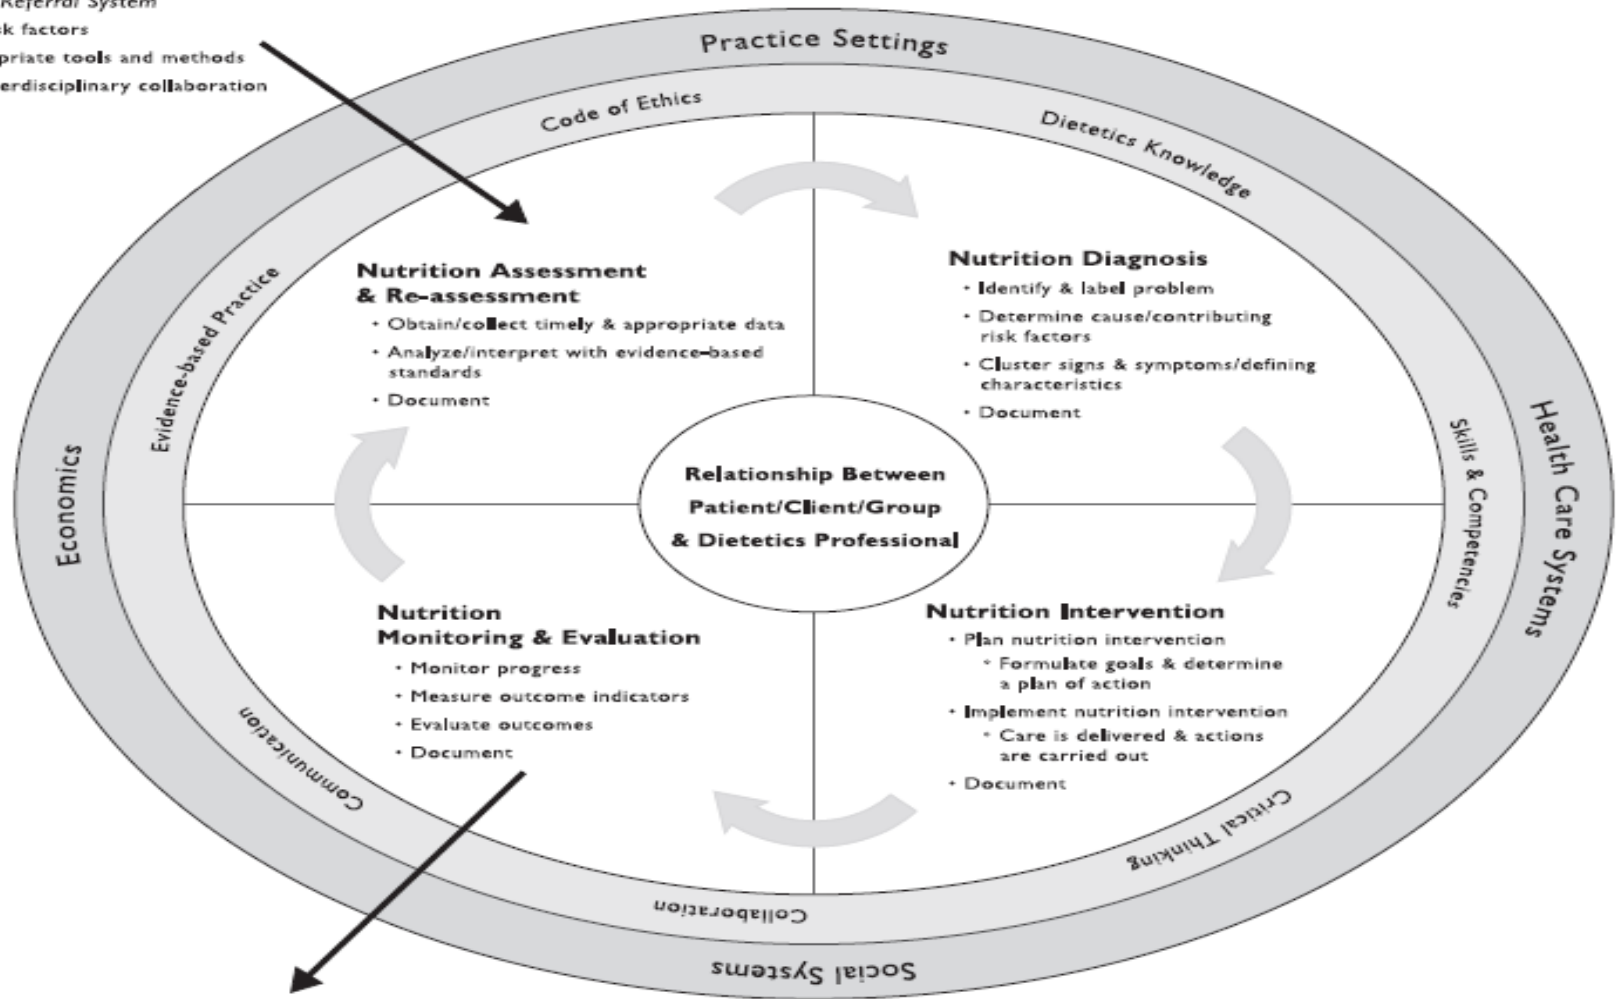 Referral System
factors
tools and methods
collaboration
Practice Settings
Code of Ethics
Dietetics Knowledge
Evidence-based Practice
Skills & Competencies
Economics
Health Care Systems
Communication
Critical Thinking
Collaboration
Social Systems
Nutrition Assessment
& Re-assessment
• Obtain/collect timely & appropriate data
• Analyze/interpret with evidence-based
standards
• Document
Nutrition Diagnosis
• Identify & label problem
• Determine cause/contributing
risk factors
• Cluster signs & symptoms/defining
characteristics
• Document
Relationship Between
Patient/Client/Group
& Dietetics Professional
Nutrition
Monitoring & Evaluation
• Monitor progress
• Measure outcome indicators
• Evaluate outcomes
• Document
Nutrition Intervention
• Plan nutrition intervention
° Formulate goals & determine
a plan of action
• Implement nutrition intervention
° Care is delivered & actions
are carried out
• Document